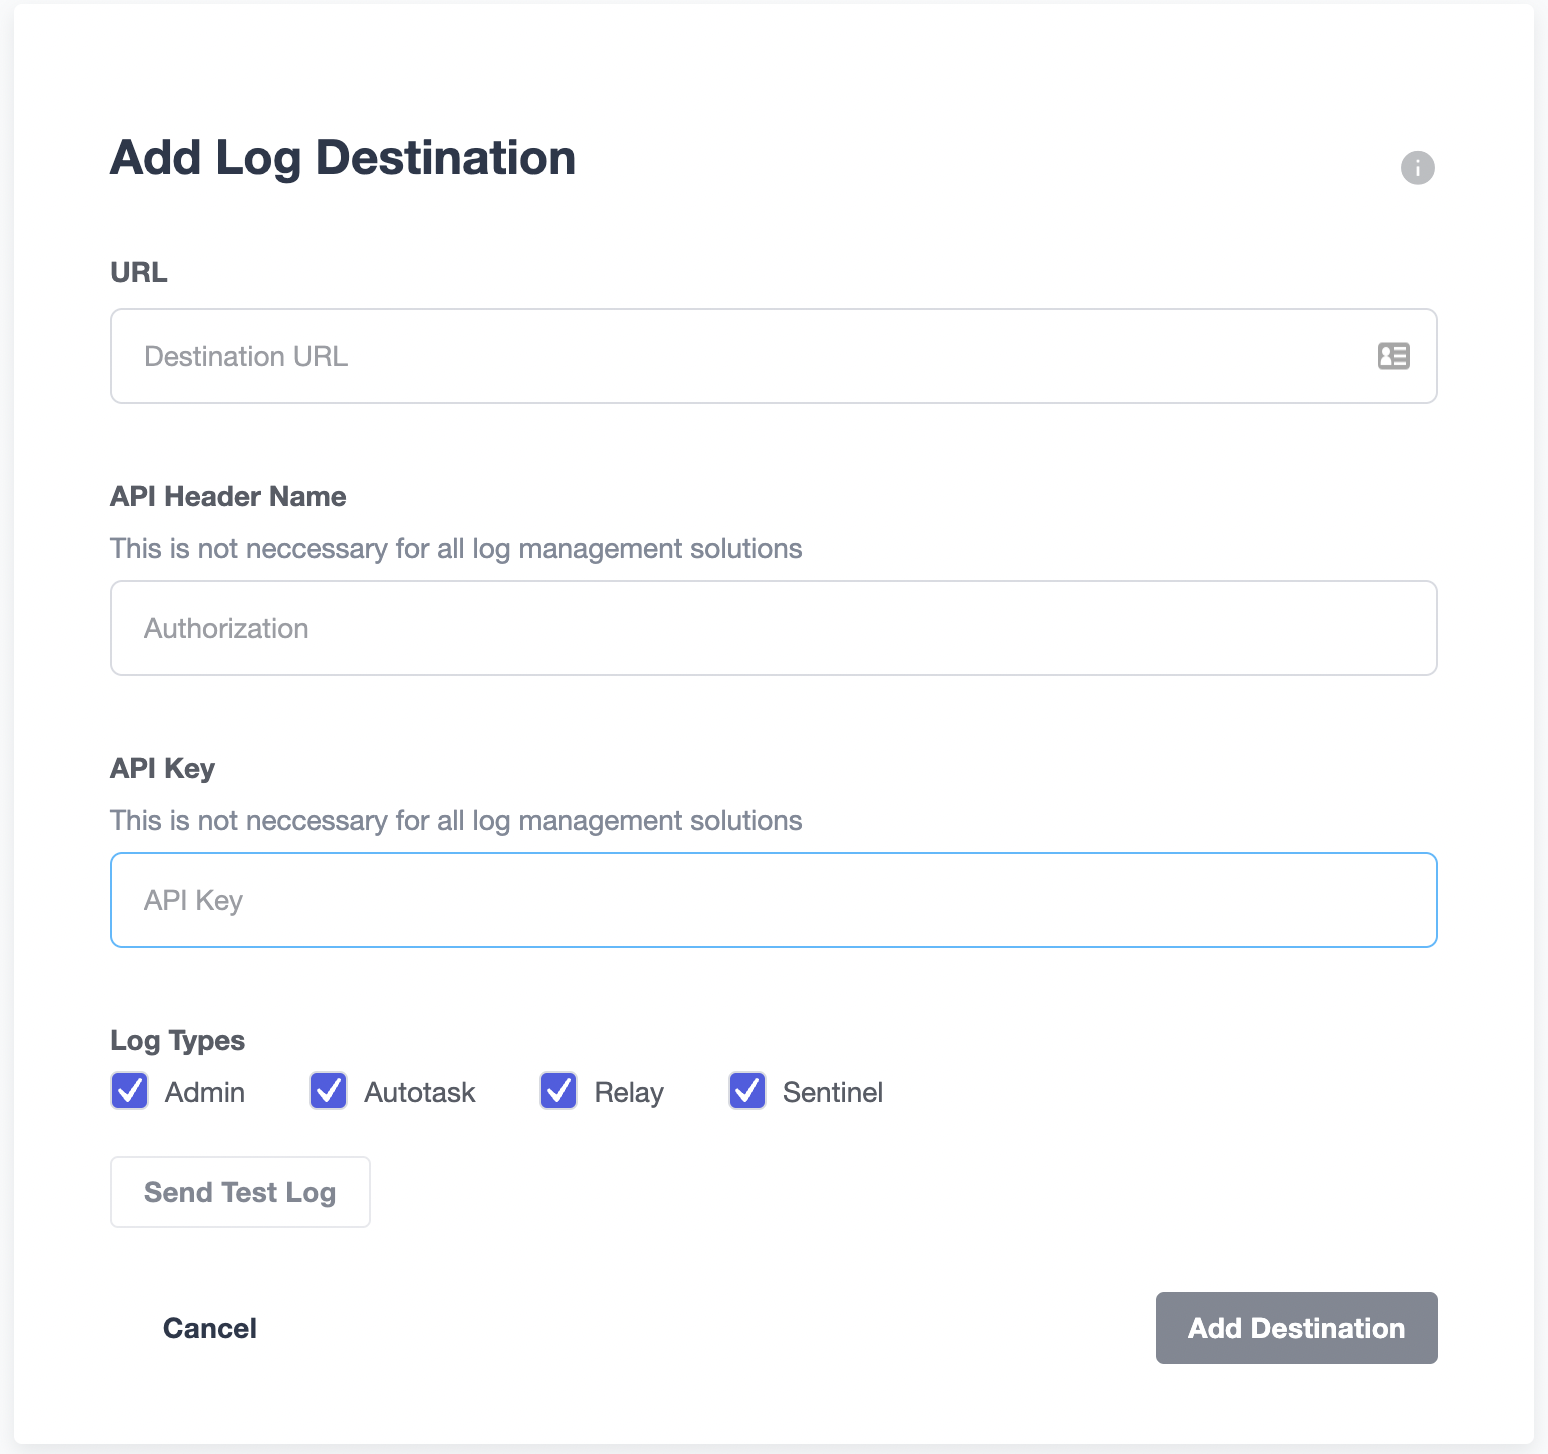 Add Log Destination
URL
Destination URL
API Header Name
This is not neccessary for all log management solutions
Authorization
API Key
This is not neccessary for all log management solutions
API Key
Log Types
Admin Autotask Relay Sentinel
Send Test Log
Cancel Add Destination